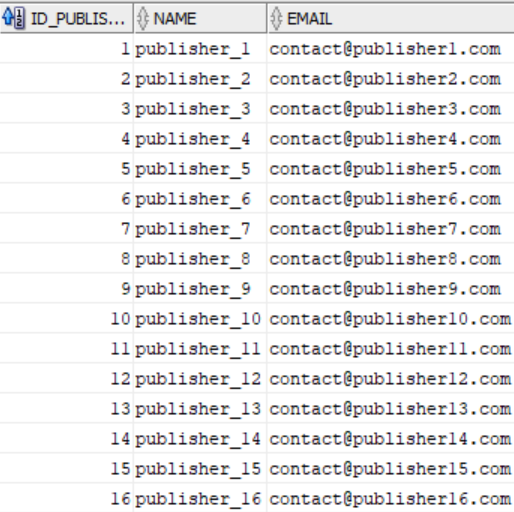 ID_PUBLIS... NAME EMAIL
1 publisher_1 contact@publisher1.com
2 publisher_2 contact@publisher2.com
3 publisher_3 contact@publisher3.com
4 publisher_4 contact@publisher4.com
5 publisher_5 contact@publisher5.com
6 publisher_6 contact@publisher6.com
7 publisher_7 contact@publisher7.com
8 publisher_8 contact@publisher8.com
9 publisher_9 contact@publisher9.com
10 publisher_10 contact@publisher10.com
11 publisher_11 contact@publisher11.com
12 publisher_12 contact@publisher12.com
13 publisher_13 contact@publisher13.com
14 publisher_14 contact@publisher14.com
15 publisher_15 contact@publisher15.com
16 publisher_16 contact@publisher16.com